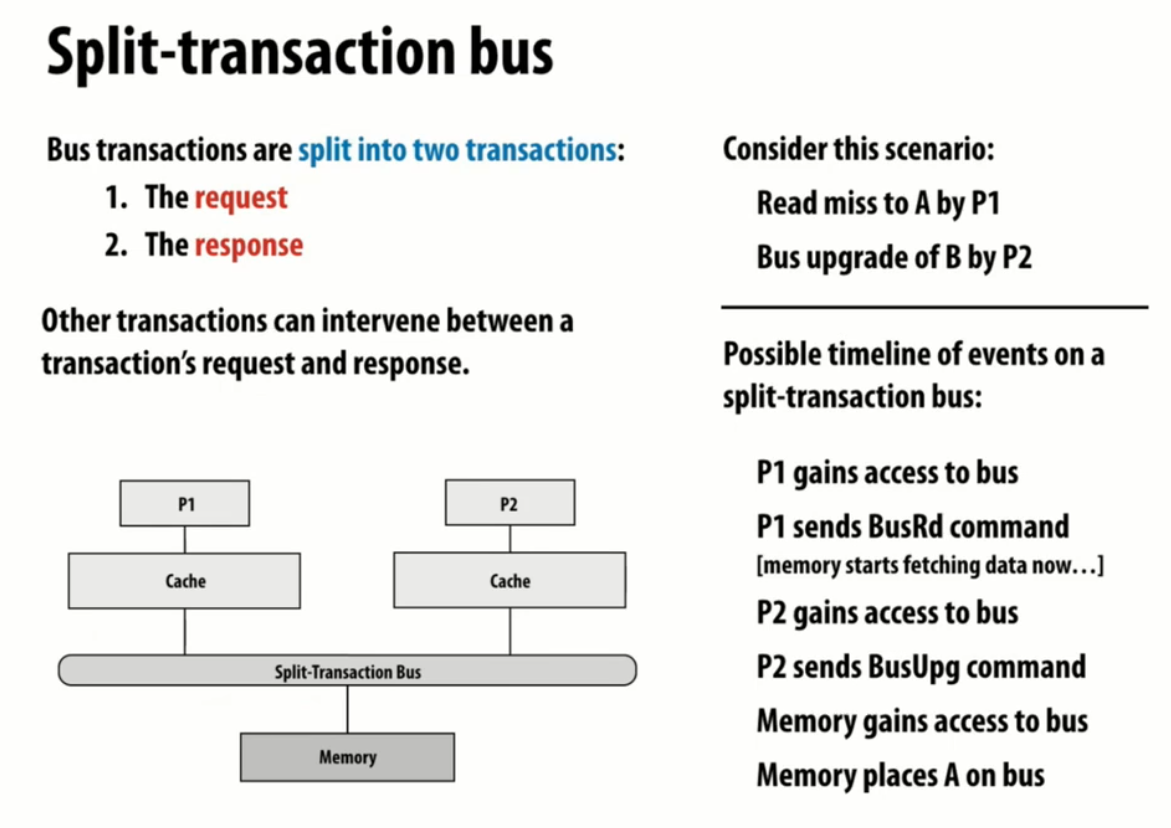 Split-transaction bus
Bus transactions are split into two transactions:
1. The request
2. The response
Other transactions can intervene between a
transaction's request and response.
P1
P2
Cache
Cache
Split-Transaction Bus
Memory
Consider this scenario:
Read miss to A by P1
Bus upgrade of B by P2
Possible timeline of events on a
split-transaction bus:
P1 gains access to bus
P1 sends BusRd command
[memory starts fetching data now…]
P2 gains access to bus
P2 sends BusUpg command
Memory gains access to bus
Memory places A on bus